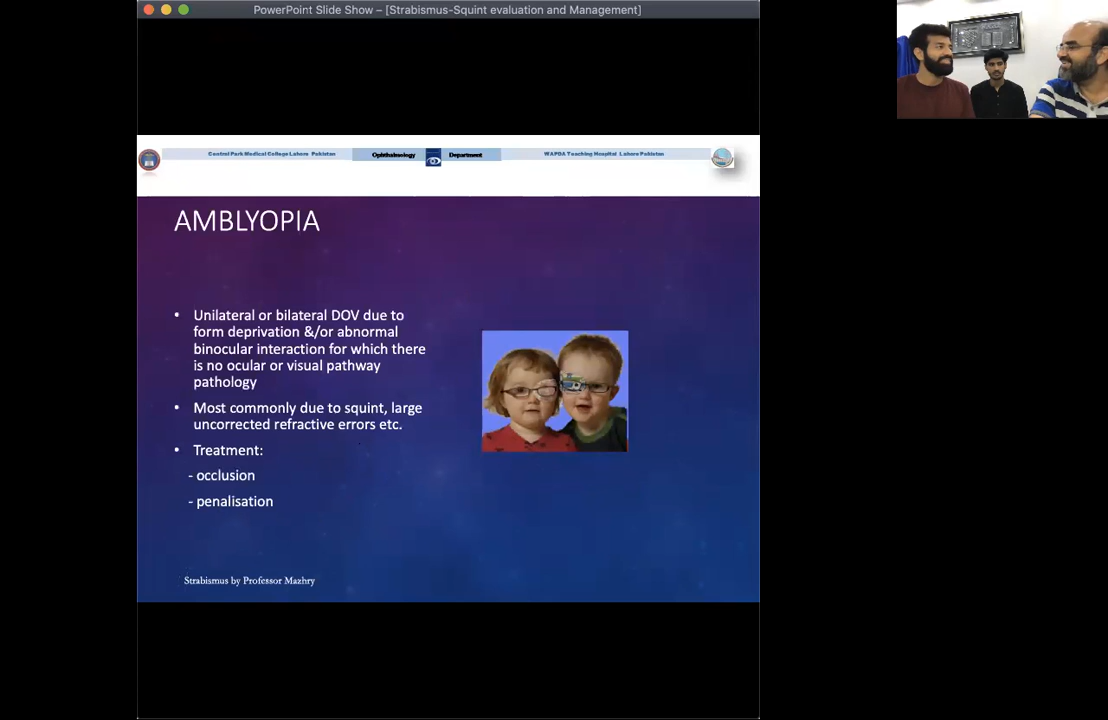 PowerPoint Slide Show – [Strabismus-Squint evaluation and Management]
Central Park Medical College Lahore Pakistan
Ophthalmology Department
WAPDA Teaching Hospital Lahore Pakistan
AMBLYOPIA
• Unilateral or bilateral DOV due to
form deprivation &/or abnormal
binocular interaction for which there
is no ocular or visual pathway
pathology
• Most commonly due to squint, large
uncorrected refractive errors etc.
• Treatment:
- occlusion
- penalisation
Strabismus by Professor Mazhry